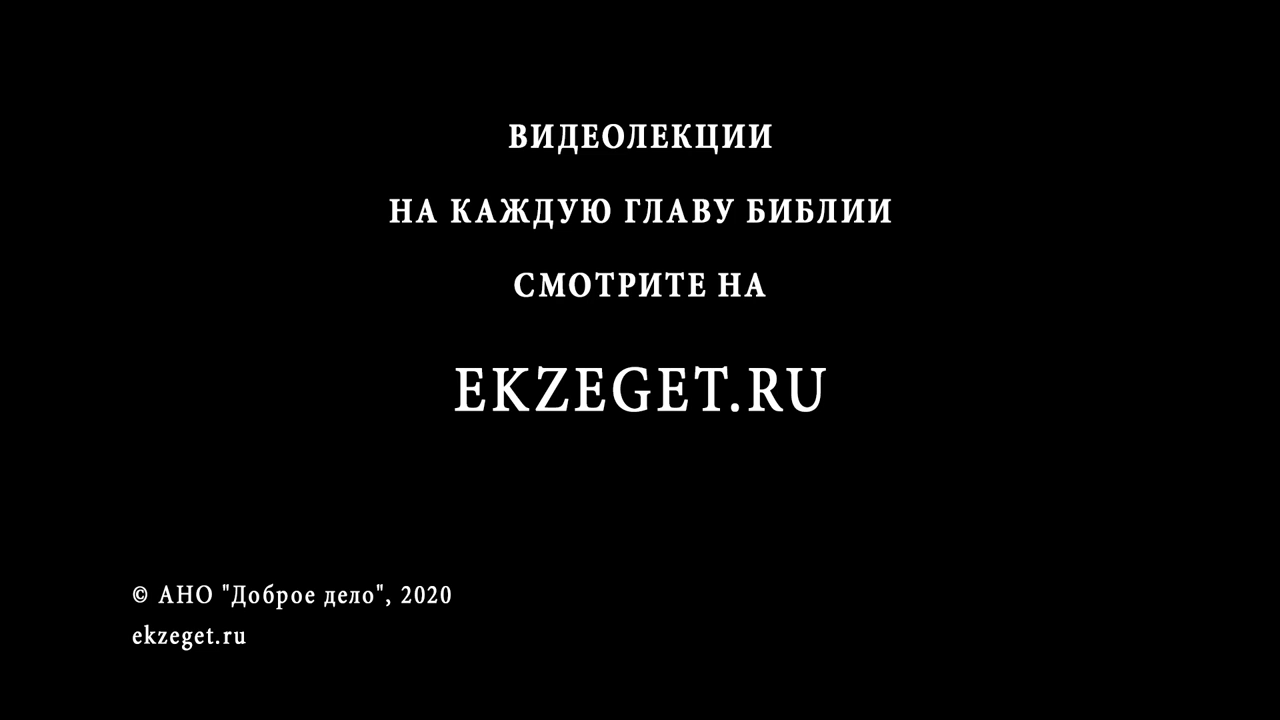 ВИДЕОЛЕКЦИИ
НА КАЖДУЮ ГЛАВУ БИБЛИИ
СМОТРИТЕ НА
EKZEGET.RU
© АНО "Доброе дело", 2020
ekzeget.ru